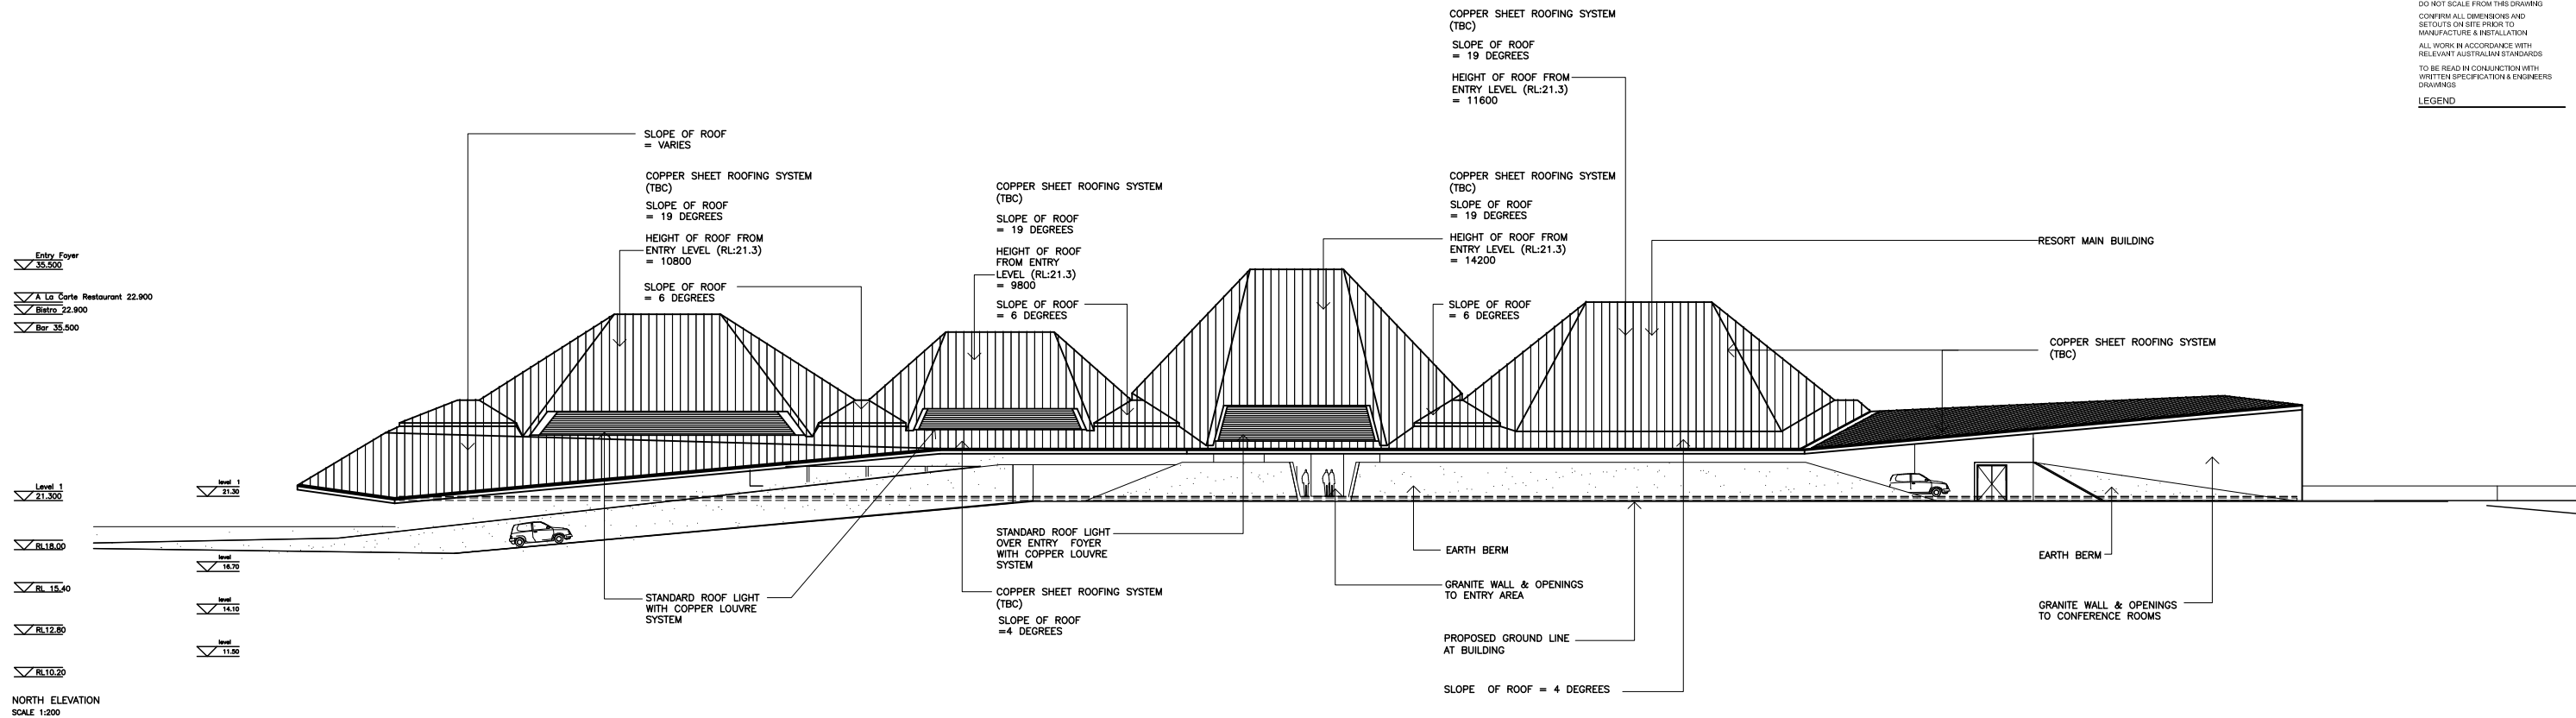 DO NOT SCALE FROM THIS DRAWING
CONFIRM ALL DIMENSIONS AND
SETOUTS ON SITE PRIOR TO
MANUFACTURE & INSTALLATION
ALL WORK IN ACCORDANCE WITH
RELEVANT AUSTRALIAN STANDARDS
TO BE READ IN CONJUNCTION WITH
WRITTEN SPECIFICATION & ENGINEERS
DRAWINGS
LEGEND
COPPER SHEET ROOFING SYSTEM
(TBC)
SLOPE OF ROOF
= 19 DEGREES
HEIGHT OF ROOF FROM
ENTRY LEVEL (RL:21.3)
= 11600
SLOPE OF ROOF
= VARIES
COPPER SHEET ROOFING SYSTEM
(TBC)
SLOPE OF ROOF
= 19 DEGREES
HEIGHT OF ROOF FROM
ENTRY LEVEL (RL:21.3)
= 10800
SLOPE OF ROOF
= 6 DEGREES
COPPER SHEET ROOFING SYSTEM
(TBC)
SLOPE OF ROOF
= 19 DEGREES
HEIGHT OF ROOF
FROM ENTRY
LEVEL (RL:21.3)
= 9800
SLOPE OF ROOF
= 6 DEGREES
COPPER SHEET ROOFING SYSTEM
(TBC)
SLOPE OF ROOF
= 19 DEGREES
HEIGHT OF ROOF FROM
ENTRY LEVEL (RL:21.3)
= 14200
SLOPE OF ROOF
= 6 DEGREES
RESORT MAIN BUILDING
COPPER SHEET ROOFING SYSTEM
(TBC)
Entry Foyer
35.500
A La Carte Restaurant 22.900
Bistro 22.900
Bar 35.500
Level 1
21.300
level 1
21.30
RL18.00
level
16.70
RL 15.40
level
14.10
RL12.80
level
11.50
RL10.20
STANDARD ROOF LIGHT
WITH COPPER LOUVRE
SYSTEM
STANDARD ROOF LIGHT
OVER ENTRY FOYER
WITH COPPER LOUVRE
SYSTEM
COPPER SHEET ROOFING SYSTEM
(TBC)
SLOPE OF ROOF
=4 DEGREES
EARTH BERM
GRANITE WALL & OPENINGS
TO ENTRY AREA
PROPOSED GROUND LINE
AT BUILDING
SLOPE OF ROOF = 4 DEGREES
EARTH BERM
GRANITE WALL & OPENINGS
TO CONFERENCE ROOMS
NORTH ELEVATION
SCALE 1:200